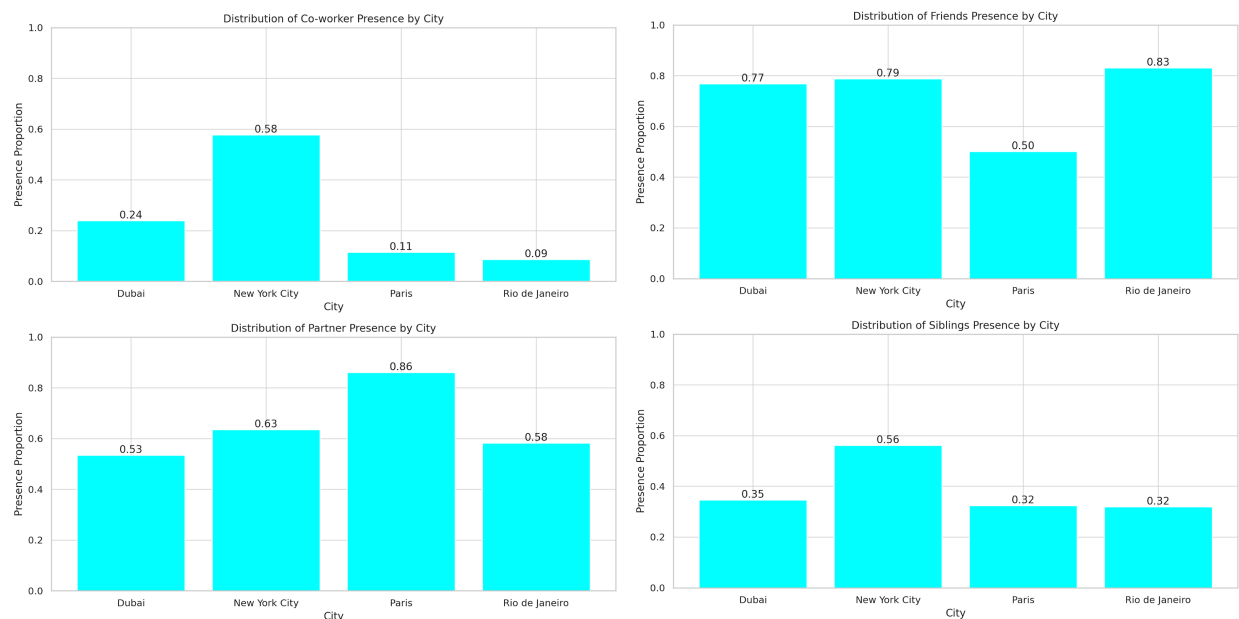 Distribution of Co-worker Presence by City
Presence Proportion
1.0
0.8
0.6
0.4
0.2
0.0
0.24
0.58
0.11
0.09
Dubai New York City Paris Rio de Janeiro
City
Distribution of Friends Presence by City
Presence Proportion
1.0
0.8
0.6
0.4
0.2
0.0
0.77
0.79
0.50
0.83
Dubai New York City Paris Rio de Janeiro
City
Distribution of Partner Presence by City
Presence Proportion
1.0
0.8
0.6
0.4
0.2
0.0
0.53
0.63
0.86
0.58
Dubai New York City Paris Rio de Janeiro
City
Distribution of Siblings Presence by City
Presence Proportion
1.0
0.8
0.6
0.4
0.2
0.0
0.35
0.56
0.32
0.32
Dubai New York City Paris Rio de Janeiro
City